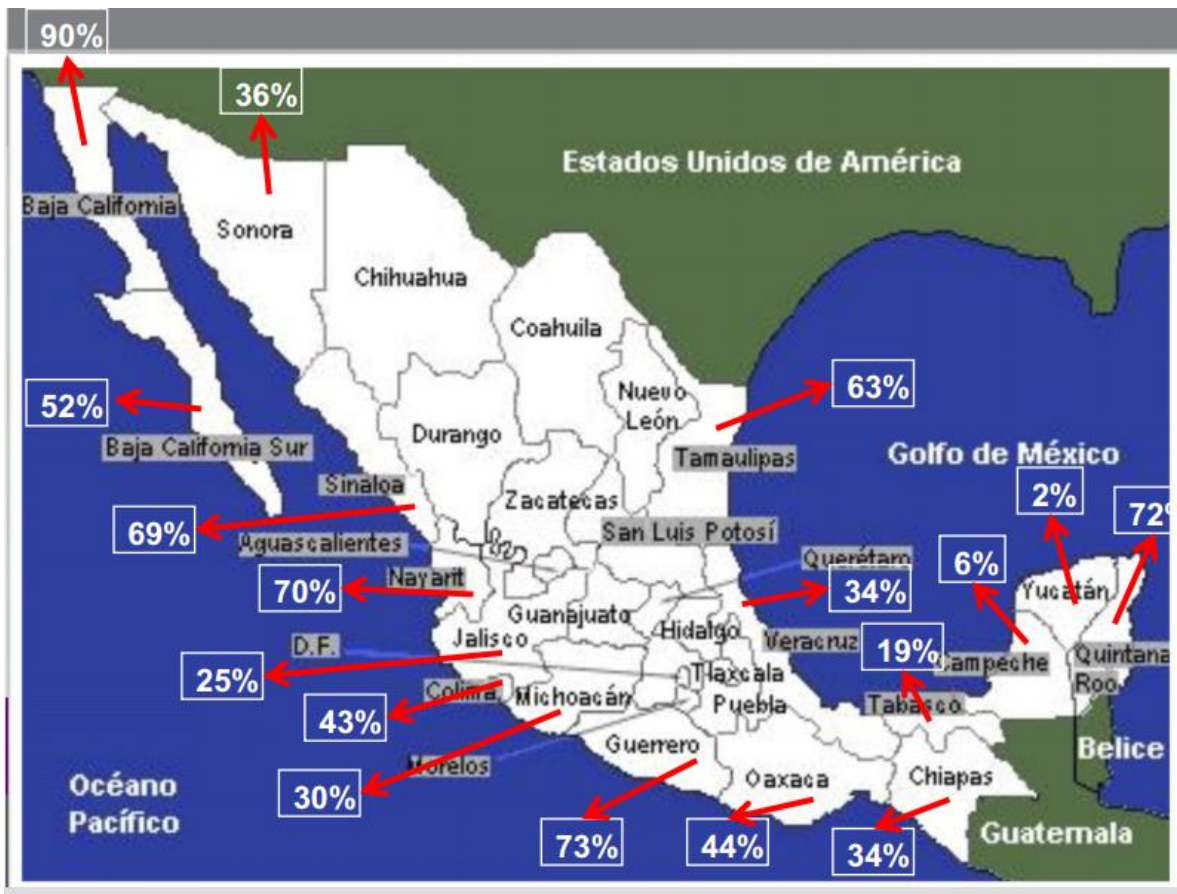 90%
36%
Estados Unidos de América
Baja California
Sonora
Chihuahua
Coahuila
Nuevo
León
63%
52%
Durango
Baja California Sur
Tamaulipas
Golfo de México
Sinaloa
Zacatecas
2%
72%
69%
San Luis Potosí
Aguascalientes
Querétaro
6%
Nayarit
70%
Guanajuato
34%
Yucatán
Hidalgo
D.F.
Jalisco
Veracruz
19%
Campeche
Quintana
Roo
25%
Colima
Michoacán
Tlaxcala
Puebla
Tabasco
43%
Guerrero
Morelos
Belice
Océano
Pacífico
30%
Oaxaca
Chiapas
73%
44%
34%
Guatemala